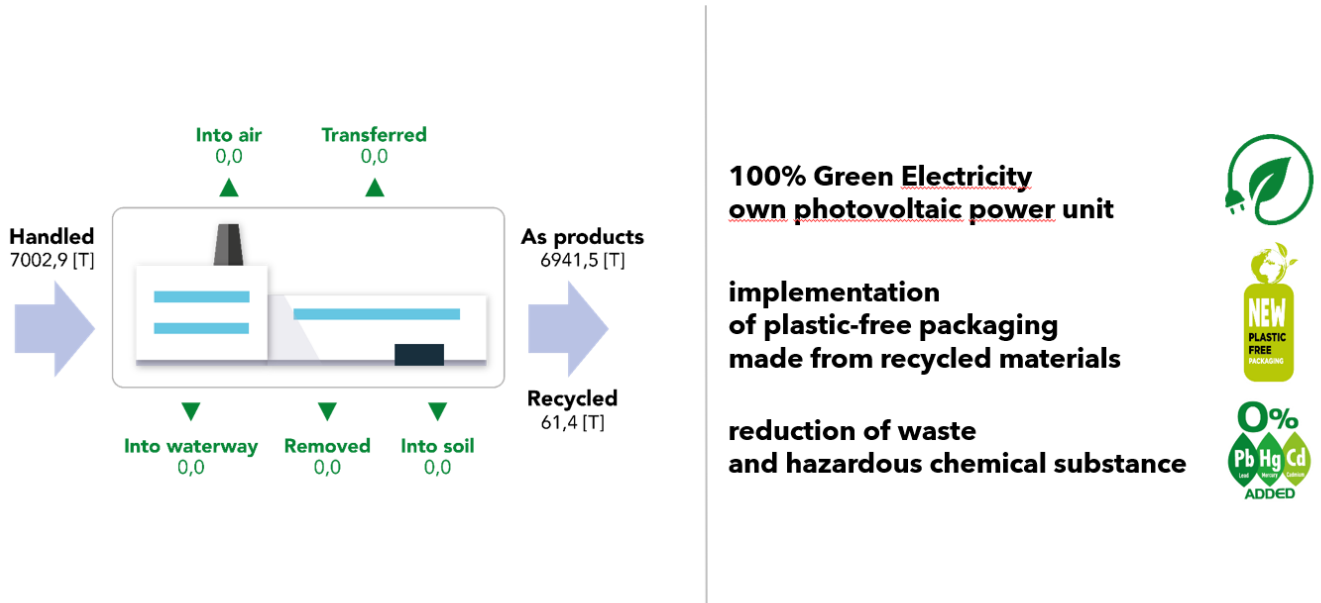 Into air
0,0
Transferred
0,0
Handled
7002,9 [T]
As products
6941,5 [T]
Recycled
61,4 [T]
Into waterway
0,0
Removed
0,0
Into soil
0,0
100% Green Electricity
own photovoltaic power unit
implementation
of plastic-free packaging
made from recycled materials
NEW
PLASTIC
FREE
PACKAGING
reduction of waste
and hazardous chemical substance
0%
Pb Hg Cd
Lead Mercury Cadmium
ADDED